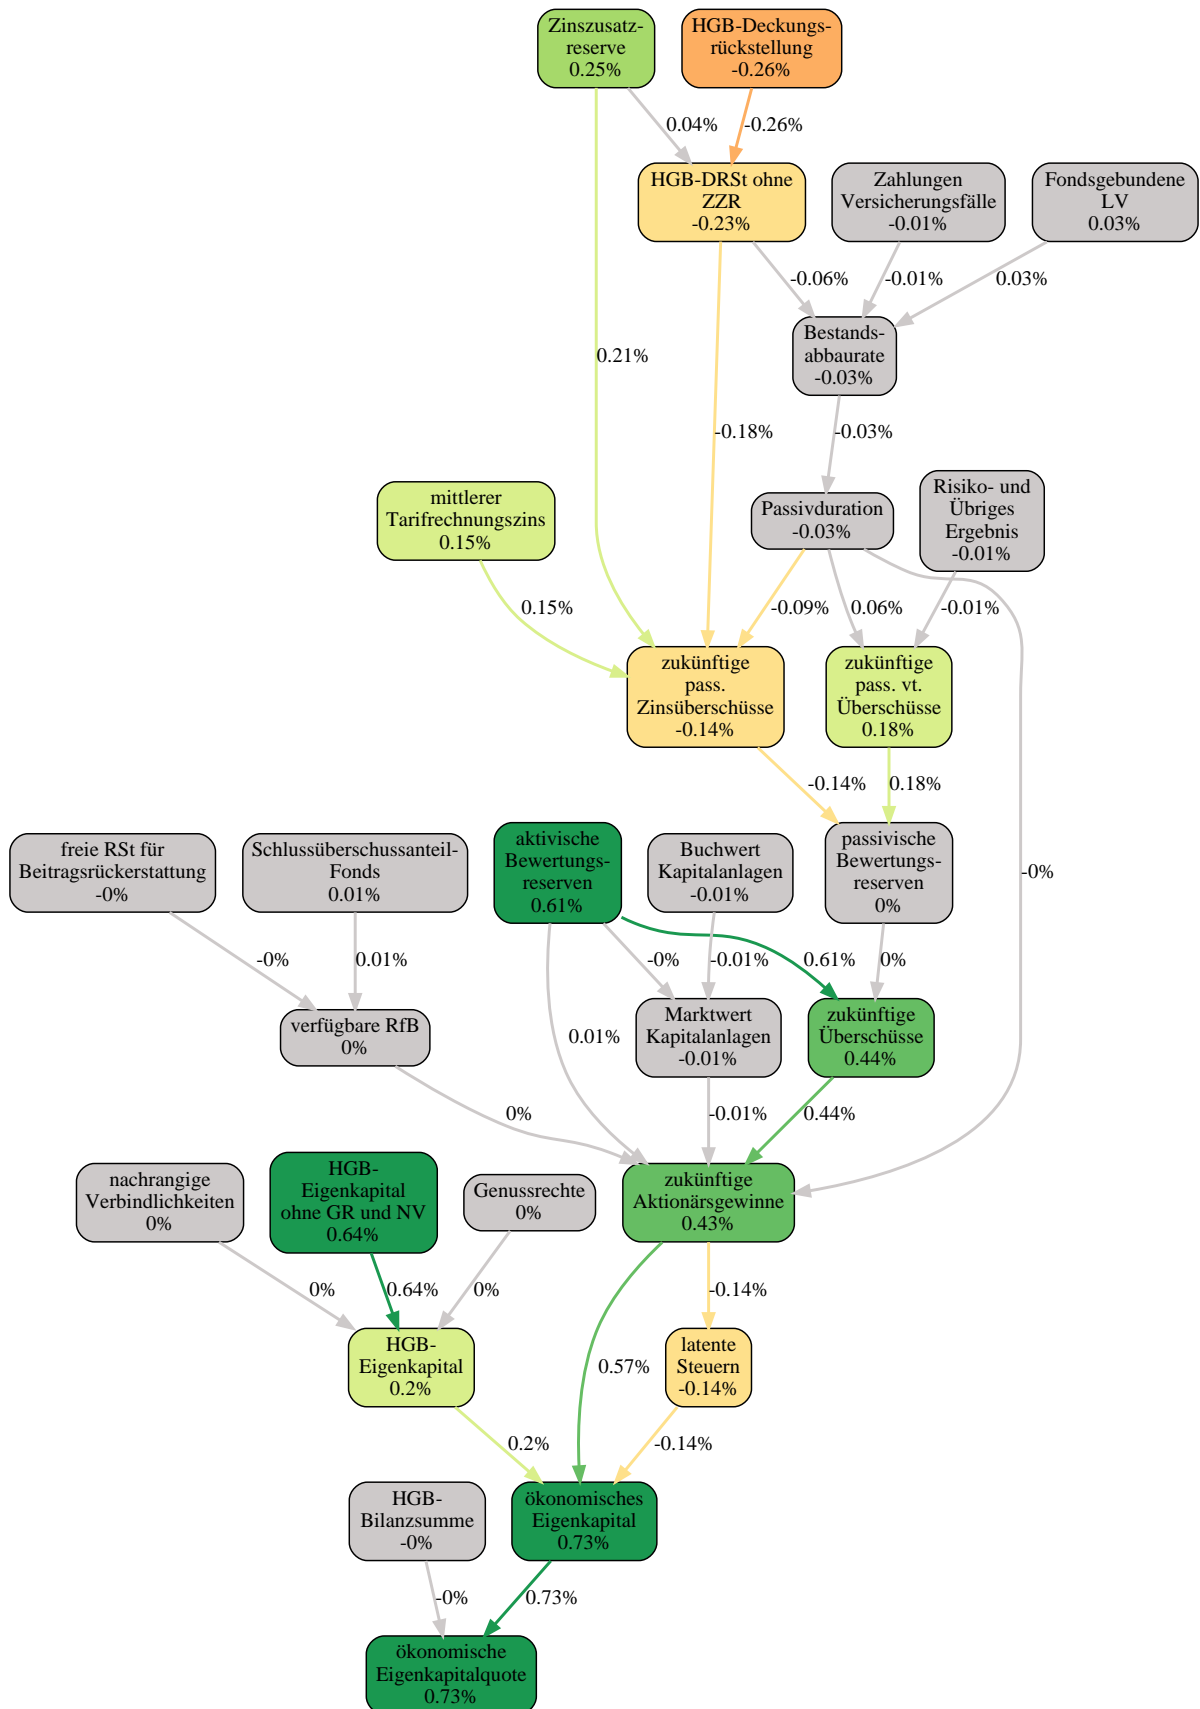 Zinszusatz-
reserve
0.25%
HGB-Deckungs-
rückstellung
-0.26%
0.04%
-0.26%
HGB-DRSt ohne
ZZR
-0.23%
Zahlungen
Versicherungsfälle
-0.01%
Fondsgebundene
LV
0.03%
-0.06%
-0.01%
0.03%
0.21%
Bestands-
abbaurate
-0.03%
-0.18%
-0.03%
mittlerer
Tarifrechnungszins
0.15%
Passivduration
-0.03%
Risiko- und
Übriges
Ergebnis
-0.01%
0.15%
-0.09%
0.06%
-0.01%
zukünftige
pass.
Zinsüberschüsse
-0.14%
zukünftige
pass. vt.
Überschüsse
0.18%
-0.14%
0.18%
freie RSt für
Beitragsrückerstattung
-0%
Schlussüberschussanteil-
Fonds
0.01%
aktivische
Bewertungs-
reserven
0.61%
Buchwert
Kapitalanlagen
-0.01%
passivische
Bewertungs-
reserven
0%
-0%
-0%
0.01%
-0%
-0.01%
0.61%
0%
verfügbare RfB
0%
0.01%
Marktwert
Kapitalanlagen
-0.01%
zukünftige
Überschüsse
0.44%
0%
-0.01%
0.44%
nachrangige
Verbindlichkeiten
0%
HGB-
Eigenkapital
ohne GR und NV
0.64%
Genussrechte
0%
zukünftige
Aktionärsgewinne
0.43%
0%
0.64%
0%
-0.14%
HGB-
Eigenkapital
0.2%
0.57%
latente
Steuern
-0.14%
0.2%
-0.14%
HGB-
Bilanzsumme
-0%
ökonomisches
Eigenkapital
0.73%
-0%
0.73%
ökonomische
Eigenkapitalquote
0.73%